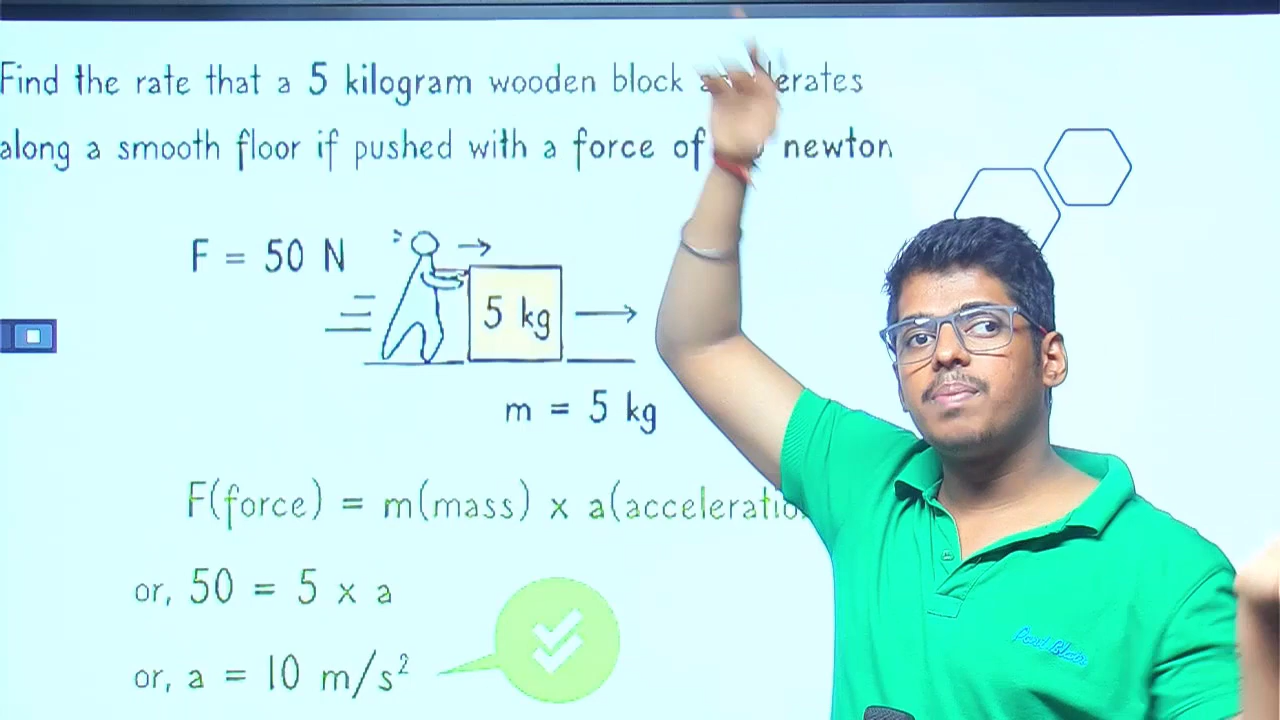 Find the rate that a 5 kilogram wooden block
along a smooth floor if pushed with a force of newton
F = 50 N
5 kg
m = 5 kg
F(force) = m(mass) x
or, 50 = 5 x a
or, a = 10 m/s²